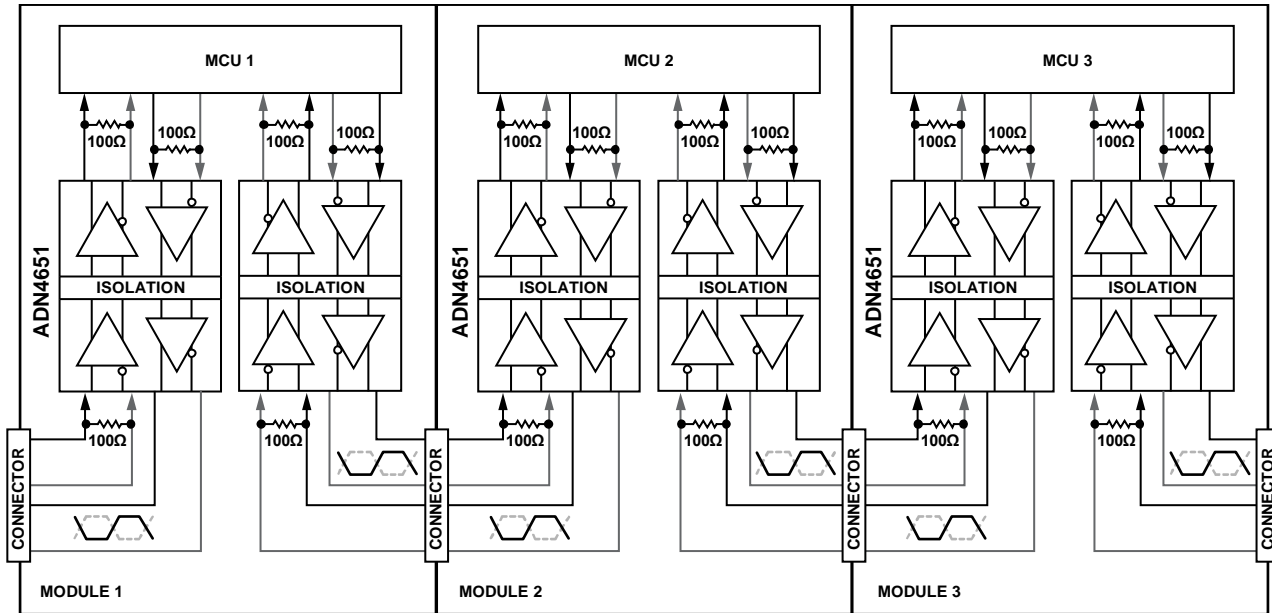 MCU 1
MCU 2
MCU 3
100Ω
100Ω
100Ω
100Ω
100Ω
100Ω
100Ω
100Ω
100Ω
100Ω
100Ω
100Ω
ADN4651
ISOLATION
ISOLATION
ADN4651
ISOLATION
ISOLATION
ADN4651
ISOLATION
ISOLATION
100Ω
100Ω
100Ω
100Ω
100Ω
100Ω
CONNECTOR
CONNECTOR
CONNECTOR
CONNECTOR
MODULE 1
MODULE 2
MODULE 3